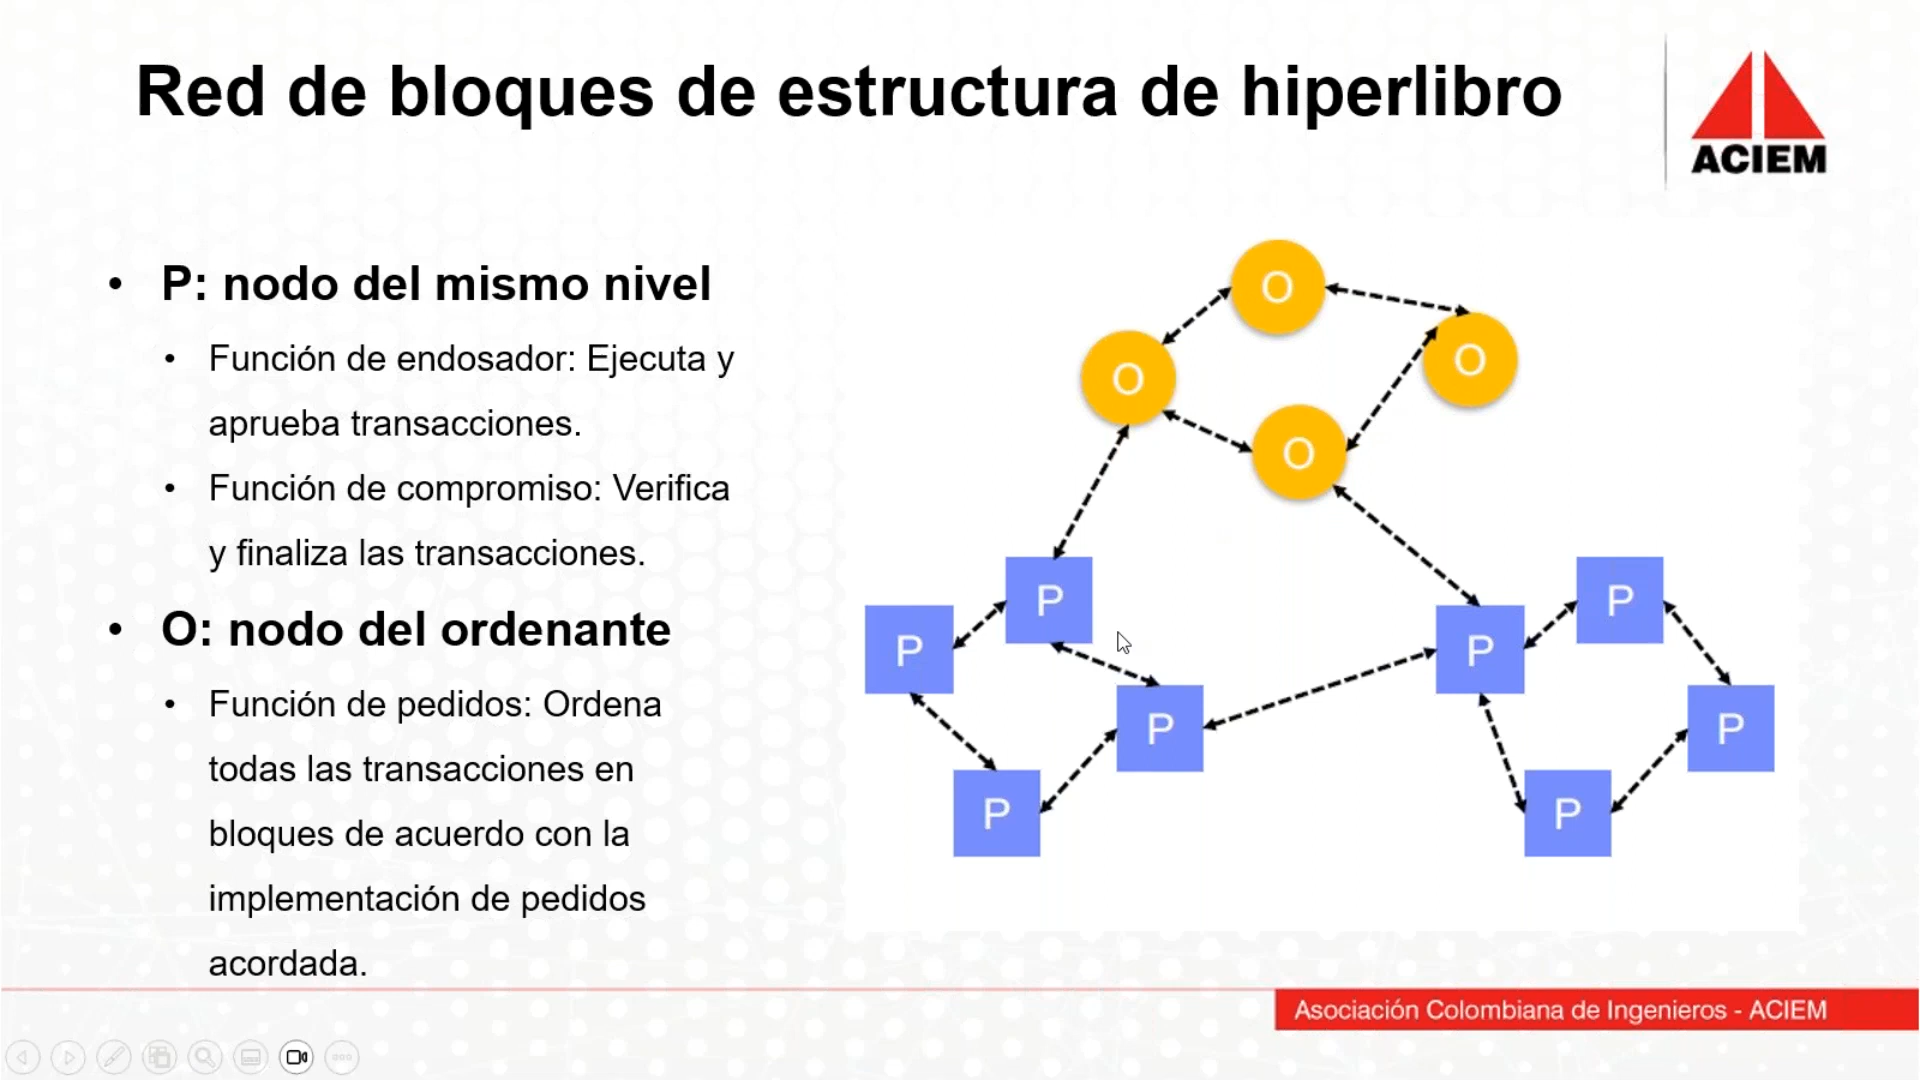 Red de bloques de estructura de hiperlibro
ACIEM
• P: nodo del mismo nivel
• Función de endosador: Ejecuta y
aprueba transacciones.
• Función de compromiso: Verifica
y finaliza las transacciones.
• O: nodo del ordenante
• Función de pedidos: Ordena
todas las transacciones en
bloques de acuerdo con la
implementación de pedidos
acordada.
O
O
O
O
P
P
P
P
P
P
P
P
Asociación Colombiana de Ingenieros - ACIEM